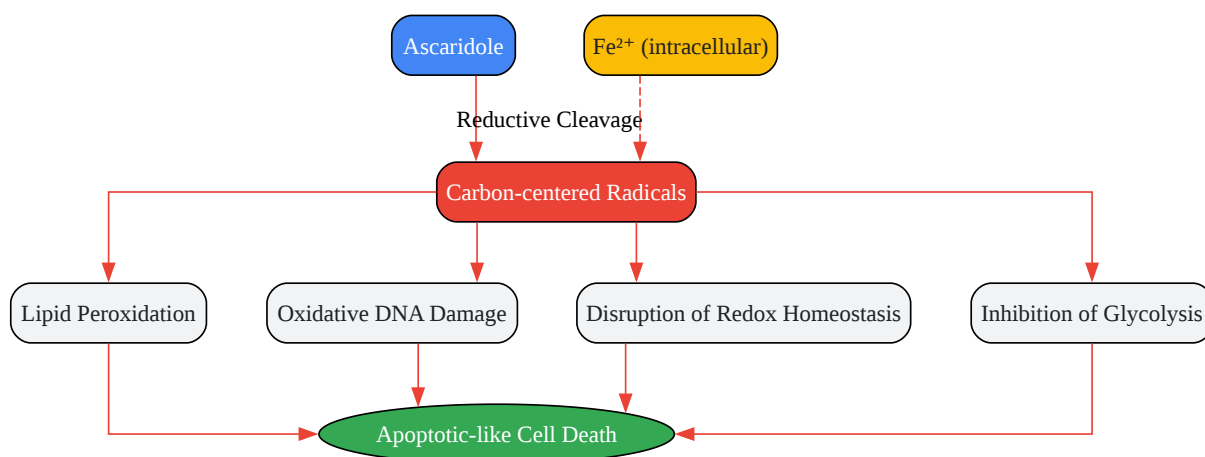 Ascaridole
Fe²⁺ (intracellular)
Reductive Cleavage
Carbon-centered Radicals
Lipid Peroxidation
Oxidative DNA Damage
Disruption of Redox Homeostasis
Inhibition of Glycolysis
Apoptotic-like Cell Death